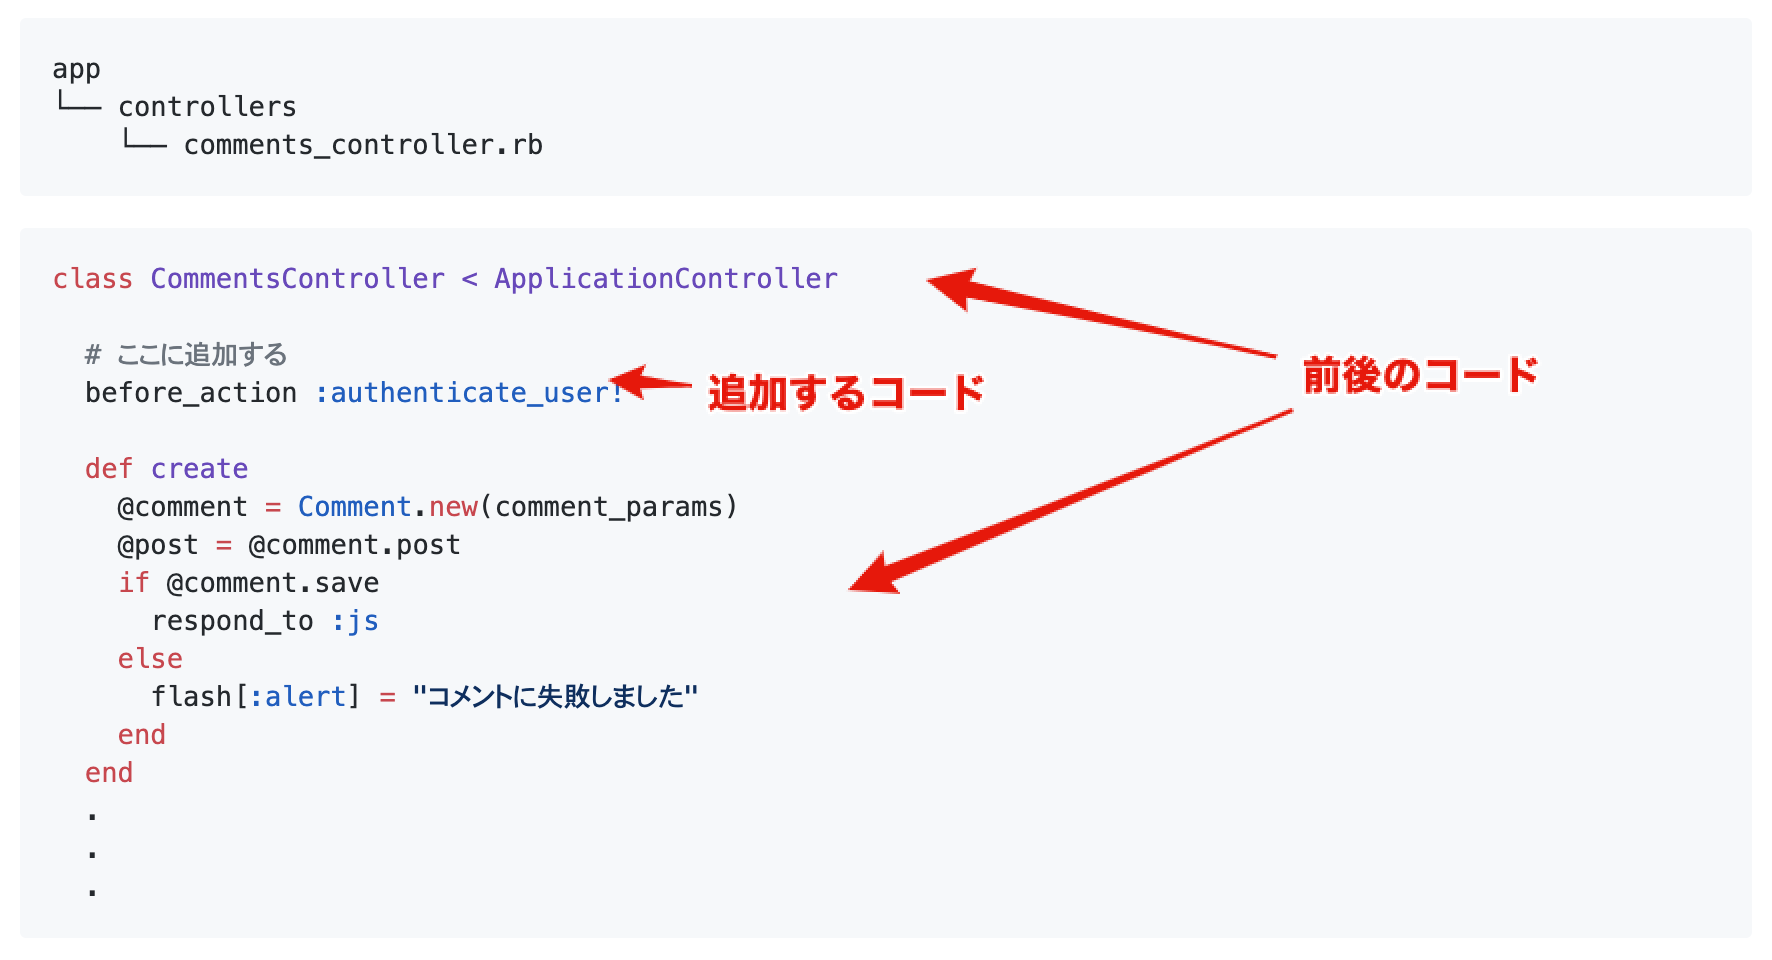 app
└── controllers
    └── comments_controller.rb
class CommentsController < ApplicationController
  # ここに追加する
  before_action :authenticate_user!
追加するコード
前後のコード
  def create
    @comment = Comment.new(comment_params)
    @post = @comment.post
    if @comment.save
      respond_to :js
    else
      flash[:alert] = "コメントに失敗しました"
    end
  end
  .
  .
  .